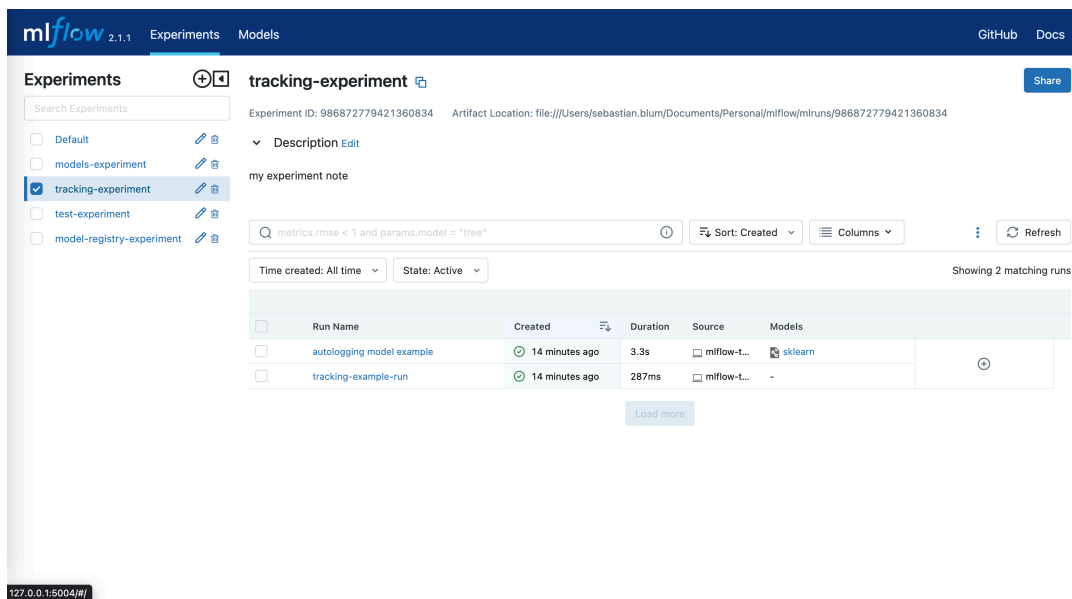 mlflow 2.1.1 Experiments Models GitHub Docs
Experiments
Search Experiments
Default
models-experiment
tracking-experiment
test-experiment
model-registry-experiment
tracking-experiment
Share
Experiment ID: 986872779421360834 Artifact Location: file:///Users/sebastian.blum/Documents/Personal/mlflow/mlruns/986872779421360834
Description Edit
my experiment note
metrics.rmse < 1 and params.model = "tree" Sort: Created Columns Refresh
Time created: All time State: Active Showing 2 matching runs
Run Name Created Duration Source Models
autologging model example 14 minutes ago 3.3s mlflow-t... sklearn
tracking-example-run 14 minutes ago 287ms mlflow-t... -
Load more
127.0.0.1:5004/#/